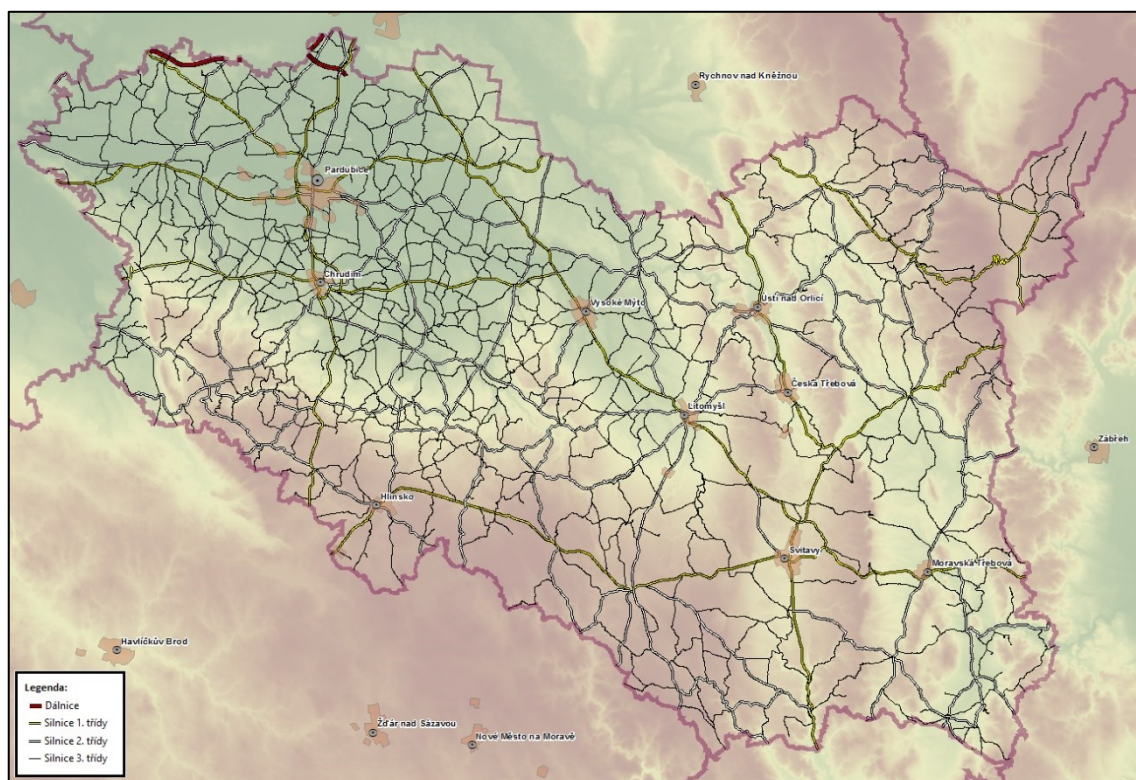 Rychnov nad Kněžnou
Pardubice
Chrudim
Vysoké Mýto
Ústí nad Orlicí
Česká Třebová
Litomyšl
Zábřeh
Hlinsko
Svitavy
Moravská Třebová
Havlíčkův Brod
Žďár nad Sázavou
Nové Město na Moravě
Legenda:
Dálnice
Silnice 1. třídy
Silnice 2. třídy
Silnice 3. třídy